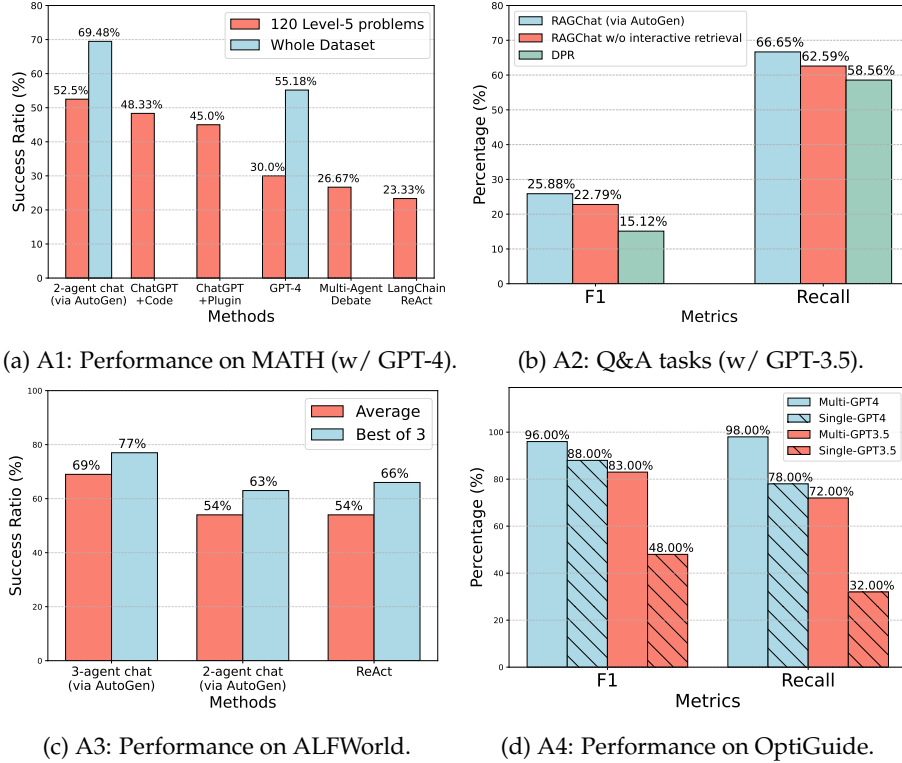 80
70
60
50
40
30
20
10
0
Success Ratio (%)
120 Level-5 problems
Whole Dataset
52.5%
69.48%
48.33%
45.0%
30.0%
55.18%
26.67%
23.33%
2-agent chat
(via AutoGen)
ChatGPT
+Code
ChatGPT
+Plugin
GPT-4
Multi-Agent
Debate
LangChain
ReAct
Methods
(a) A1: Performance on MATH (w/ GPT-4).
80
70
60
50
40
30
20
10
0
Percentage (%)
RAGChat (via AutoGen)
RAGChat w/o interactive retrieval
DPR
25.88%
22.79%
15.12%
66.65%
62.59%
58.56%
F1
Recall
Metrics
(b) A2: Q&A tasks (w/ GPT-3.5).
100
80
60
40
20
0
Success Ratio (%)
Average
Best of 3
69%
77%
54%
63%
54%
66%
3-agent chat
(via AutoGen)
2-agent chat
(via AutoGen)
ReAct
Methods
(c) A3: Performance on ALFWorld.
100
80
60
40
20
0
Percentage (%)
Multi-GPT4
Single-GPT4
Multi-GPT3.5
Single-GPT3.5
96.00%
88.00%
83.00%
48.00%
98.00%
78.00%
72.00%
32.00%
F1
Recall
Metrics
(d) A4: Performance on OptiGuide.